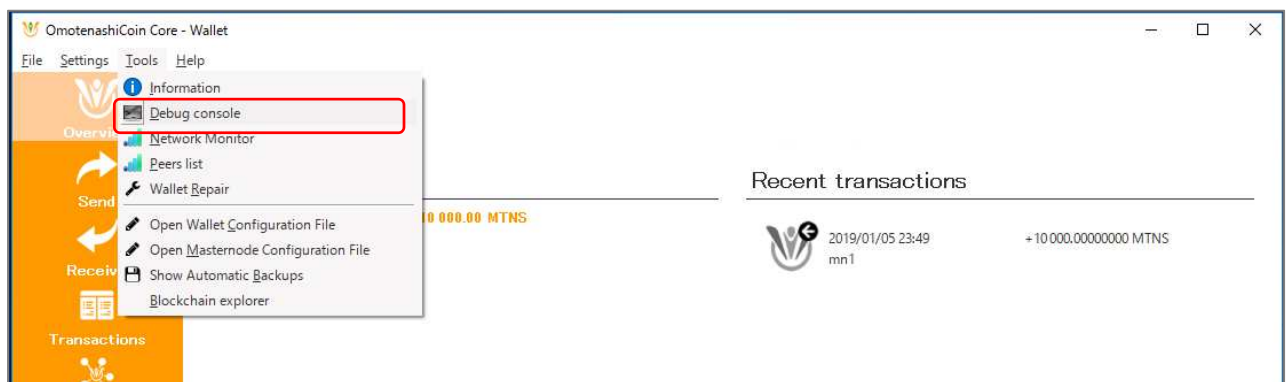 OmotenashiCoin Core - Wallet
File Settings Tools Help
Information
Debug console
Network Monitor
Peers list
Wallet Repair
Open Wallet Configuration File
Open Masternode Configuration File
Show Automatic Backups
Blockchain explorer
Overvi
Send
Receiv
Transactions
000.00 MTNS
Recent transactions
2019/01/05 23:49 +10 000.00000000 MTNS
mn1